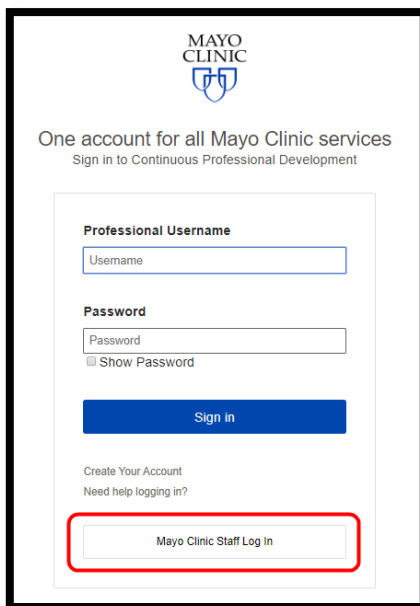 MAYO
CLINIC
One account for all Mayo Clinic services
Sign in to Continuous Professional Development
Professional Username
Username
Password
Password
Show Password
Sign in
Create Your Account
Need help logging in?
Mayo Clinic Staff Log In